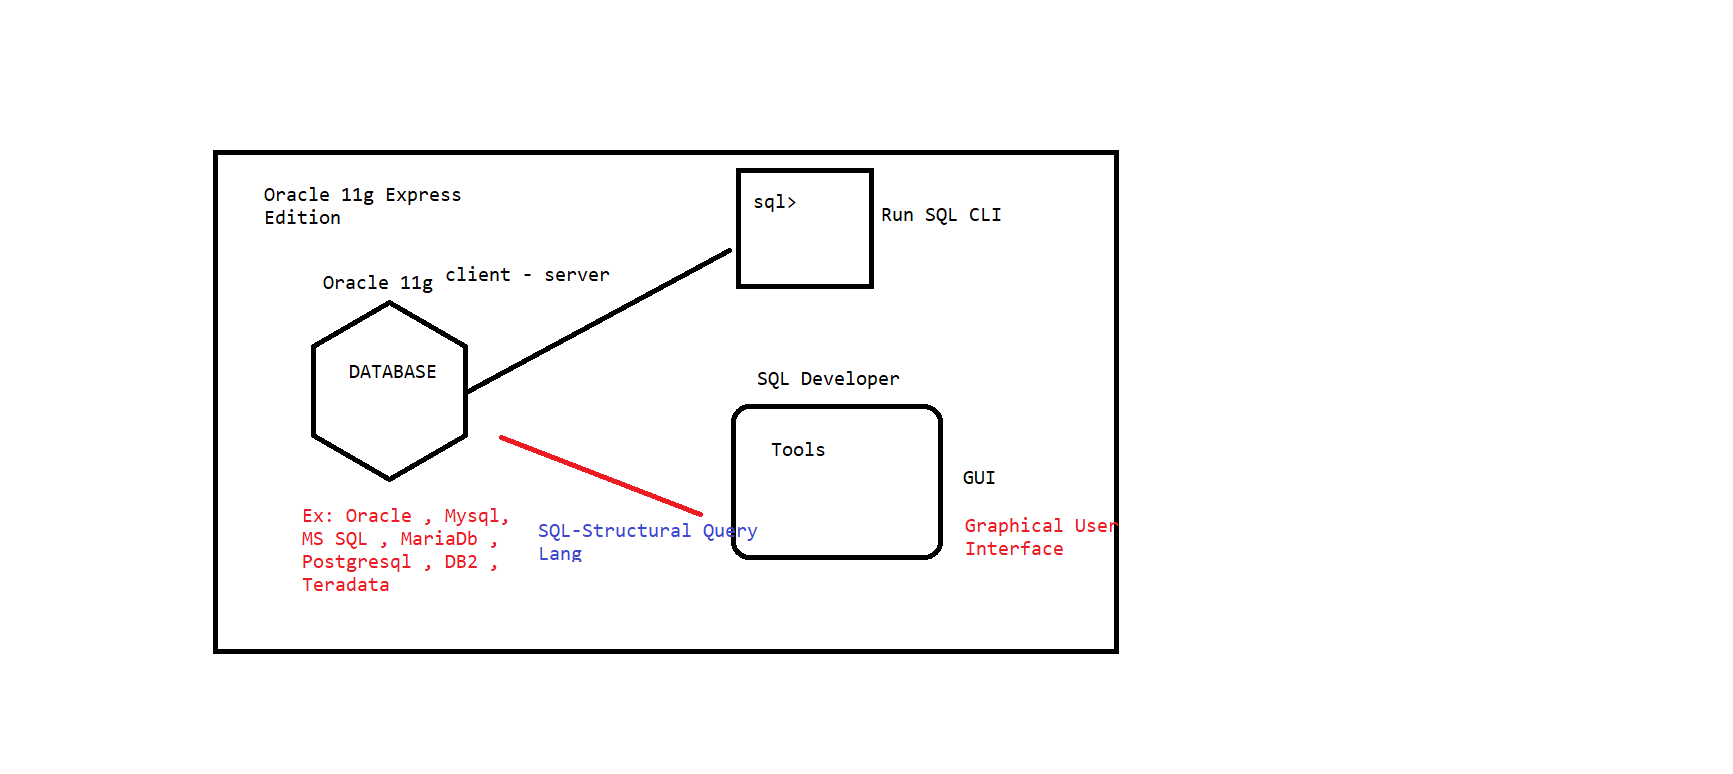 Oracle 11g Express
Edition
sql>
Run SQL CLI
Oracle 11g
client - server
DATABASE
SQL Developer
Tools
GUI
Graphical User
Interface
Ex: Oracle , Mysql,
MS SQL , MariaDb ,
Postgresql , DB2 ,
Teradata
SQL-Structural Query
Lang